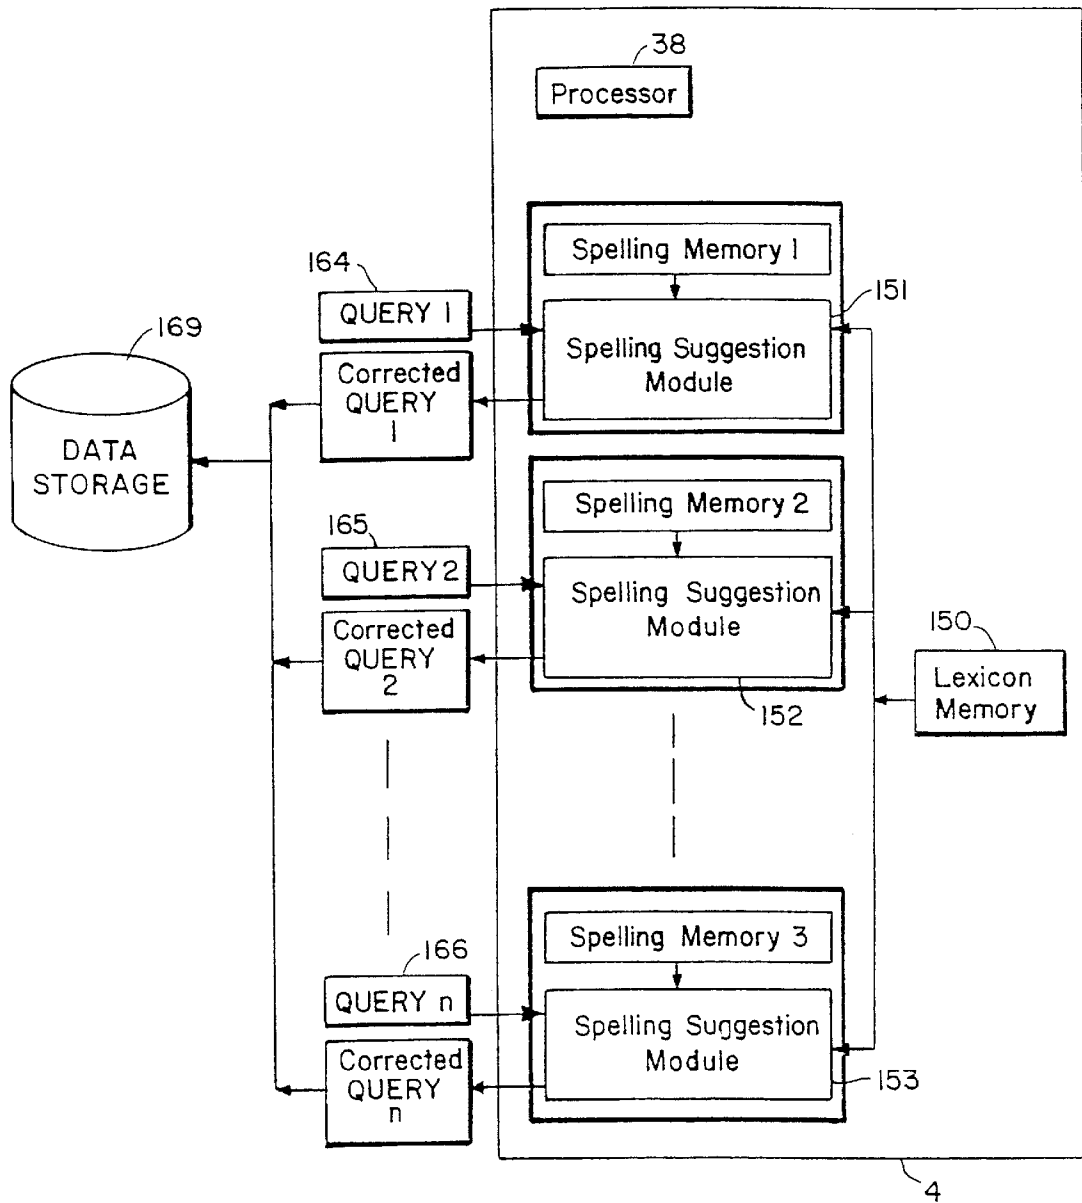 38
Processor
Spelling Memory 1
164
QUERY 1
151
169
Spelling Suggestion
Module
Corrected
QUERY
1
DATA
STORAGE
Spelling Memory 2
165
QUERY 2
Spelling Suggestion
Module
Corrected
QUERY
2
150
Lexicon
Memory
152
Spelling Memory 3
166
QUERY n
Spelling Suggestion
Module
Corrected
QUERY
n
153
4